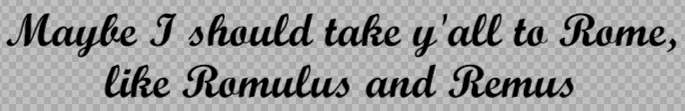 Maybe I should take y'all to Rome,
like Romulus and Remus